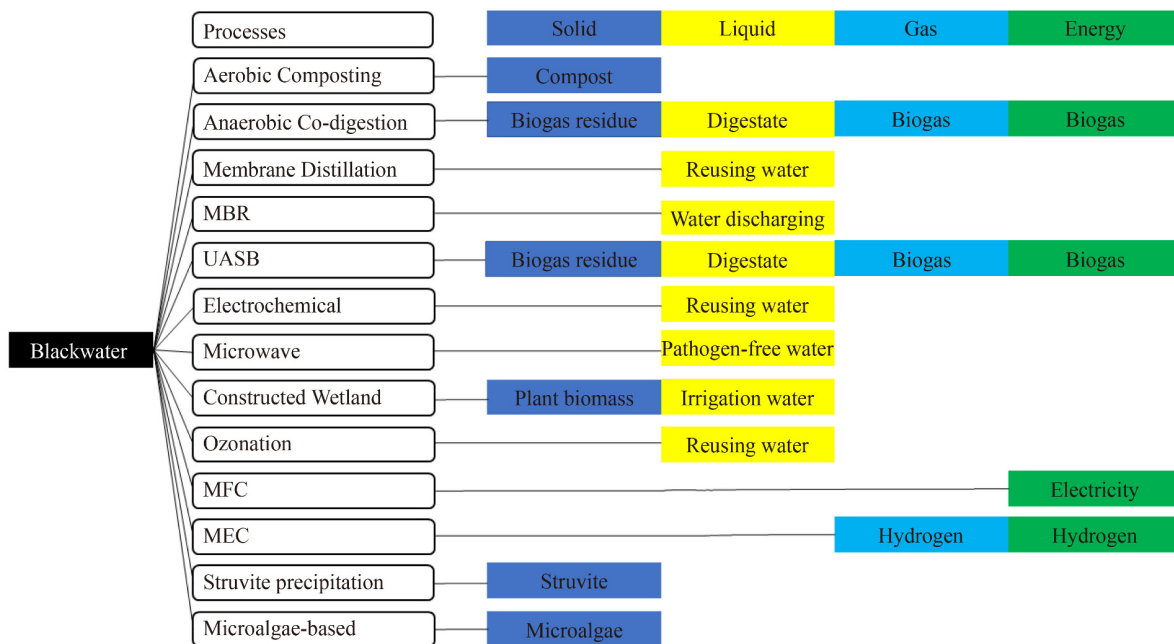 Processes Solid Liquid Gas Energy
Aerobic Composting Compost
Anaerobic Co-digestion Biogas residue Digestate Biogas Biogas
Membrane Distillation Reusing water
MBR Water discharging
UASB Biogas residue Digestate Biogas Biogas
Electrochemical Reusing water
Blackwater Microwave Pathogen-free water
Constructed Wetland Plant biomass Irrigation water
Ozonation Reusing water
MFC Electricity
MEC Hydrogen Hydrogen
Struvite precipitation Struvite
Microalgae-based Microalgae